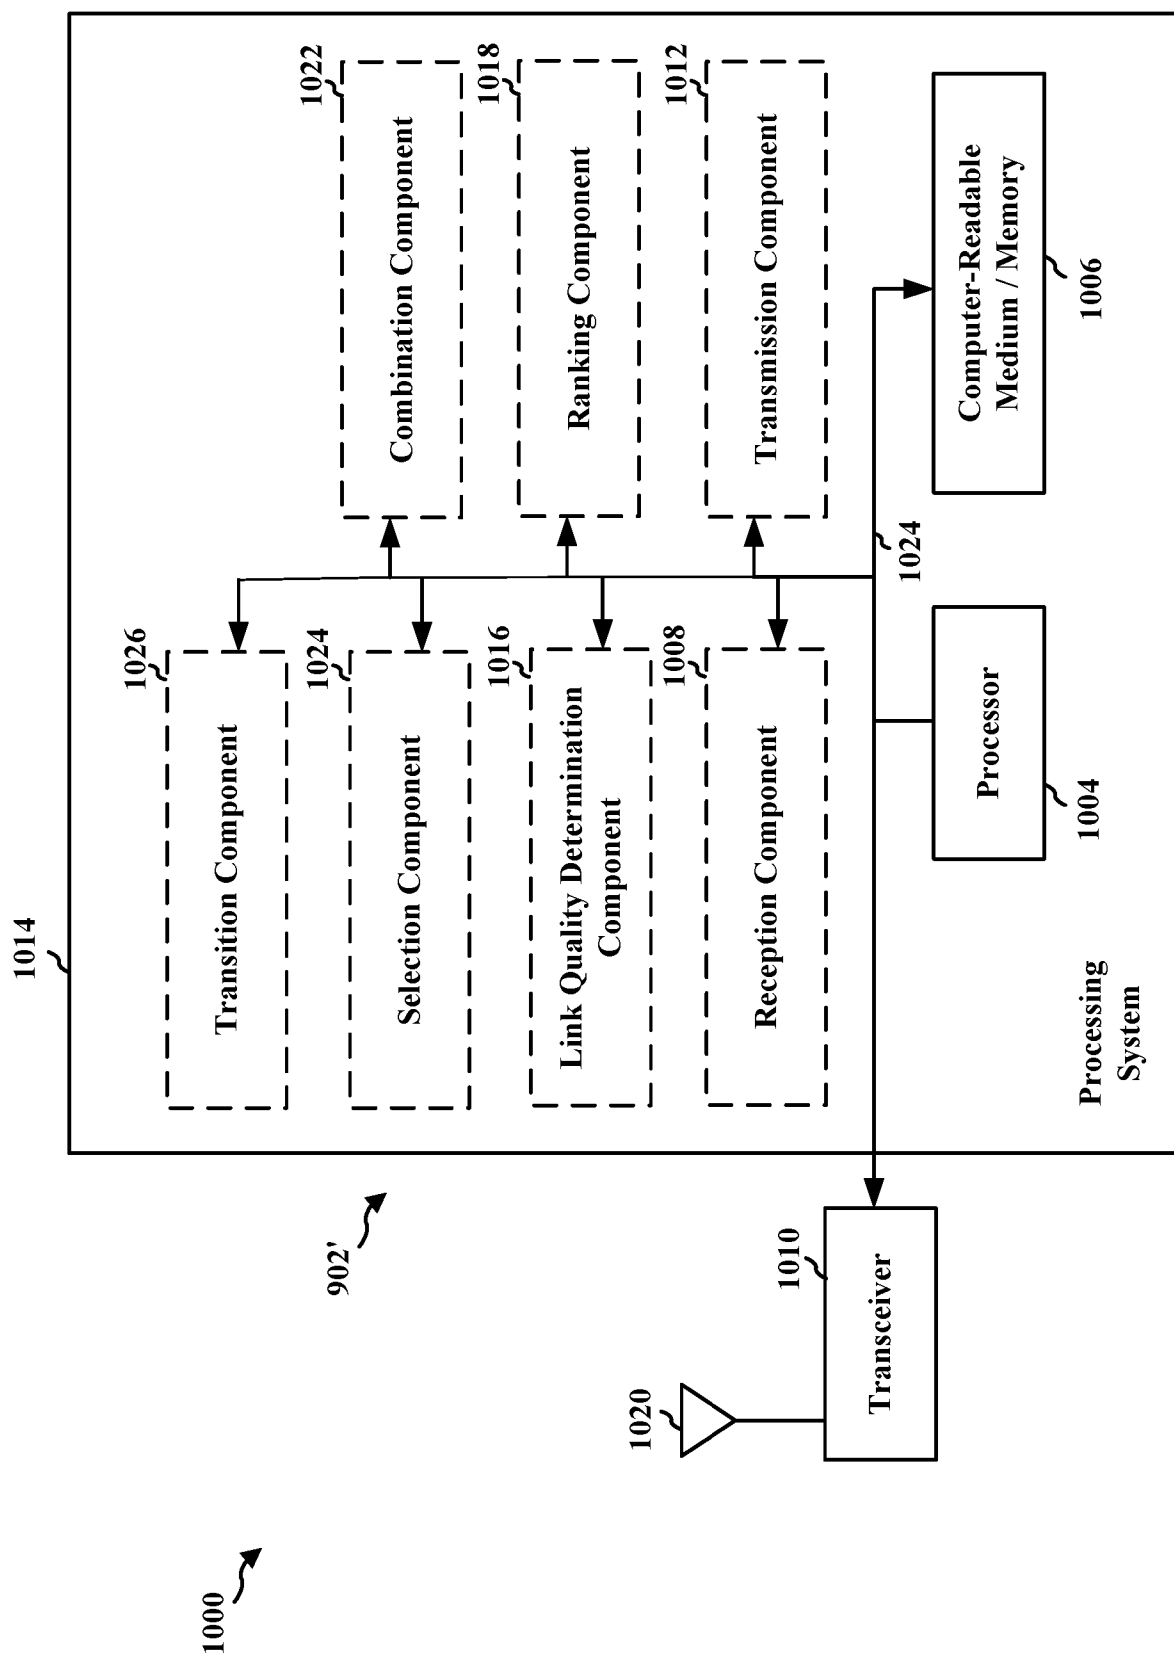 1000
902'
1014
1026
Transition Component
1022
Combination Component
1024
Selection Component
1018
Ranking Component
1016
Link Quality Determination
Component
1012
Transmission Component
1008
Reception Component
1020
1010
Transceiver
1024
Processor
1004
Computer-Readable
Medium / Memory
1006
Processing
System